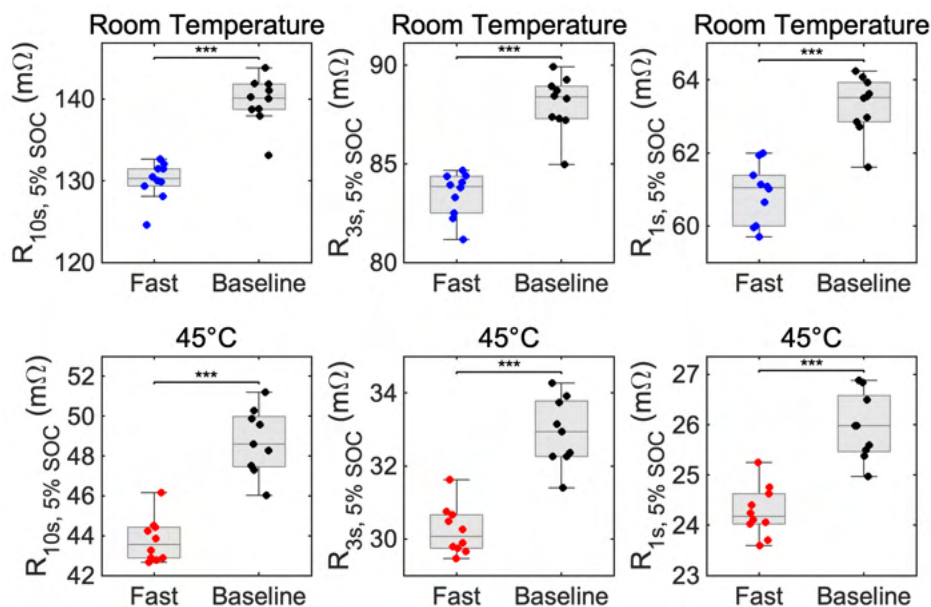 Room Temperature
Room Temperature
Room Temperature
R10s, 5% SOC (mΩ)
140
130
120
***
Fast
Baseline
R3s, 5% SOC (mΩ)
90
85
80
***
Fast
Baseline
R1s, 5% SOC (mΩ)
64
62
60
***
Fast
Baseline
45°C
45°C
45°C
R10s, 5% SOC (mΩ)
52
50
48
46
44
42
***
Fast
Baseline
R3s, 5% SOC (mΩ)
34
32
30
***
Fast
Baseline
R1s, 5% SOC (mΩ)
27
26
25
24
23
***
Fast
Baseline